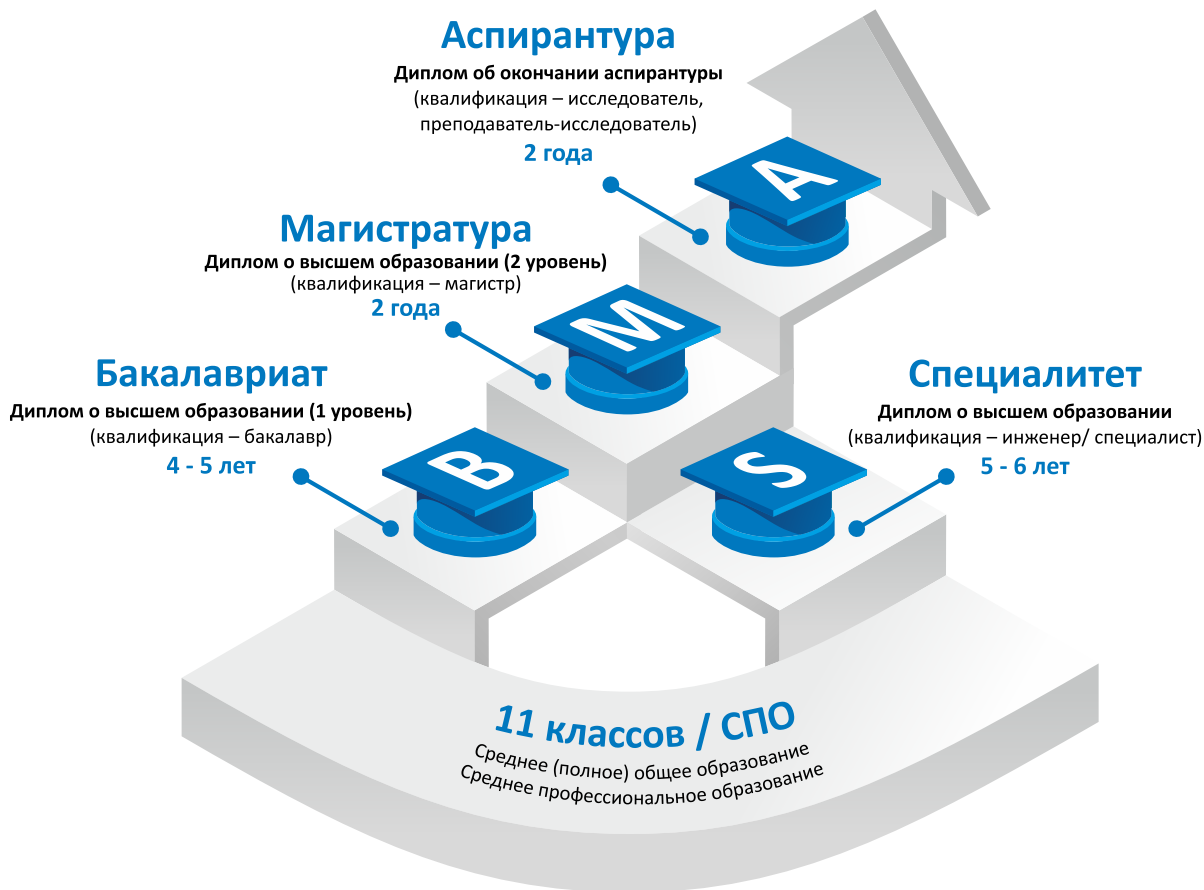 Аспирантура
Диплом об окончании аспирантуры
(квалификация – исследователь,
преподаватель-исследователь)
2 года
A
Магистратура
Диплом о высшем образовании (2 уровень)
(квалификация – магистр)
2 года
M
Бакалавриат
Диплом о высшем образовании (1 уровень)
(квалификация – бакалавр)
4 - 5 лет
B
Специалитет
Диплом о высшем образовании
(квалификация – инженер/ специалист)
5 - 6 лет
S
11 классов / СПО
Среднее (полное) общее образование
Среднее профессиональное образование